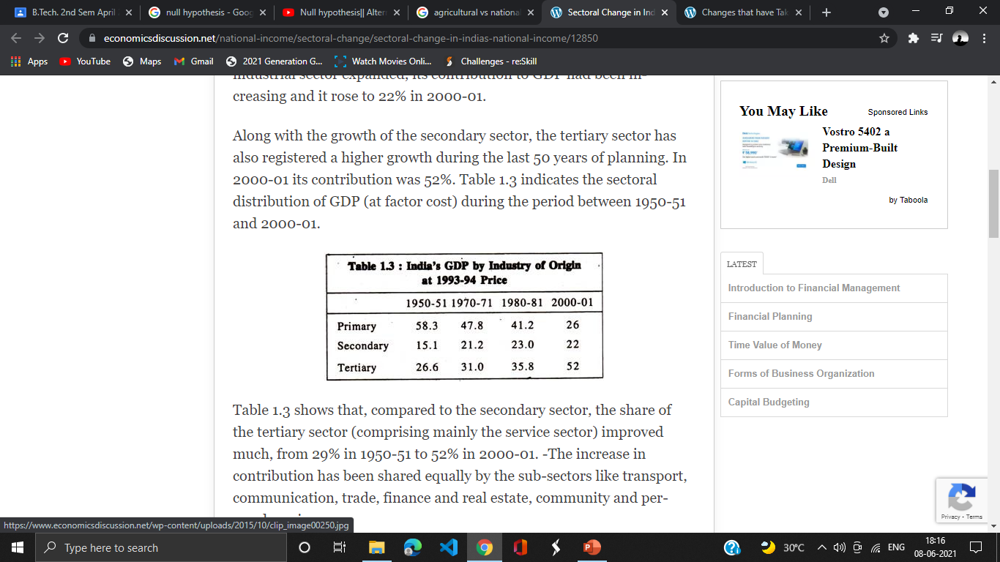 B.Tech. 2nd Sem April
null hypothesis - Goog
Null hypothesis|| Altern
agricultural vs national
Sectoral Change in Ind
Changes that have Tak
economicsdiscussion.net/national-income/sectoral-change/sectoral-change-in-indias-national-income/12850
Apps
YouTube
Maps
Gmail
2021 Generation G...
Watch Movies Onli...
Challenges - re:Skill
industrial sector expanded, its contribution to GDP had been in-
creasing and it rose to 22% in 2000-01.
Along with the growth of the secondary sector, the tertiary sector has
also registered a higher growth during the last 50 years of planning. In
2000-01 its contribution was 52%. Table 1.3 indicates the sectoral
distribution of GDP (at factor cost) during the period between 1950-51
and 2000-01.
Table 1.3 : India's GDP by Industry of Origin
at 1993-94 Price
1950-51 1970-71 1980-81 2000-01
Primary 58.3 47.8 41.2 26
Secondary 15.1 21.2 23.0 22
Tertiary 26.6 31.0 35.8 52
Table 1.3 shows that, compared to the secondary sector, the share of
the tertiary sector (comprising mainly the service sector) improved
much, from 29% in 1950-51 to 52% in 2000-01. -The increase in
contribution has been shared equally by the sub-sectors like transport,
communication, trade, finance and real estate, community and per-
You May Like
Sponsored Links
Vostro 5402 a
Premium-Built
Design
Dell
by Taboola
LATEST
Introduction to Financial Management
Financial Planning
Time Value of Money
Forms of Business Organization
Capital Budgeting
Privacy - Terms
https://www.economicsdiscussion.net/wp-content/uploads/2015/10/clip_image00250.jpg
Type here to search
30°C
ENG
18:16
08-06-2021